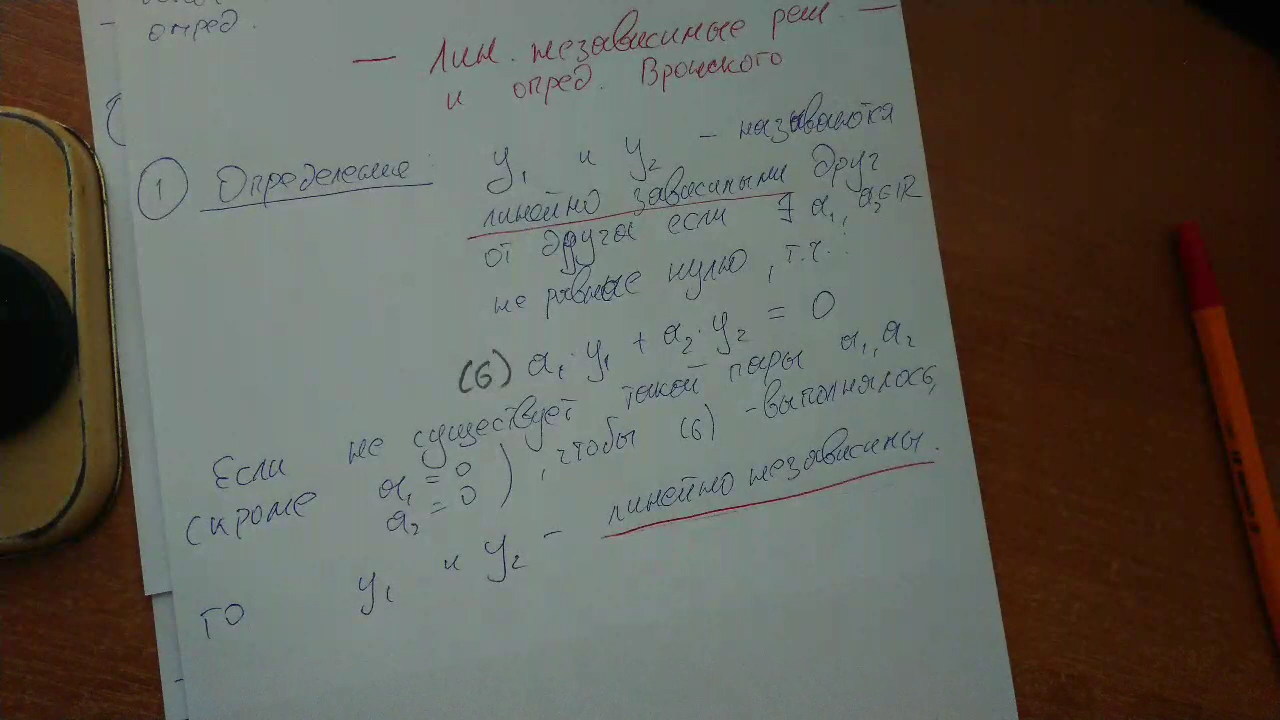 опред.
— Лин. независимые реш. —
и опред. Вронского
① Определение: y₁ и y₂ – называются
линейно зависимыми друг
от друга если ∃ α₁, α₂∈ℝ
не равные нулю, т.ч.:
(6) α₁·y₁ + α₂·y₂ = 0
Если не существует такой пары α₁, α₂
(кроме α₁ = 0 α₂ = 0), чтобы (6) – выполнялось,
то y₁ и y₂ – линейно независимы.